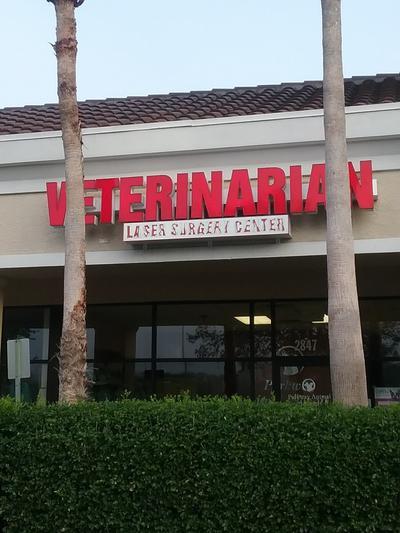 VETERINARIAN
LASER SURGERY CENTER
2847